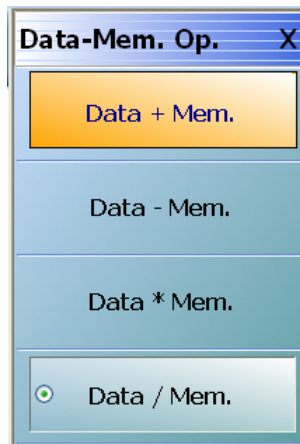 Data-Mem. Op. X
Data + Mem.
Data - Mem.
Data * Mem.
Data / Mem.